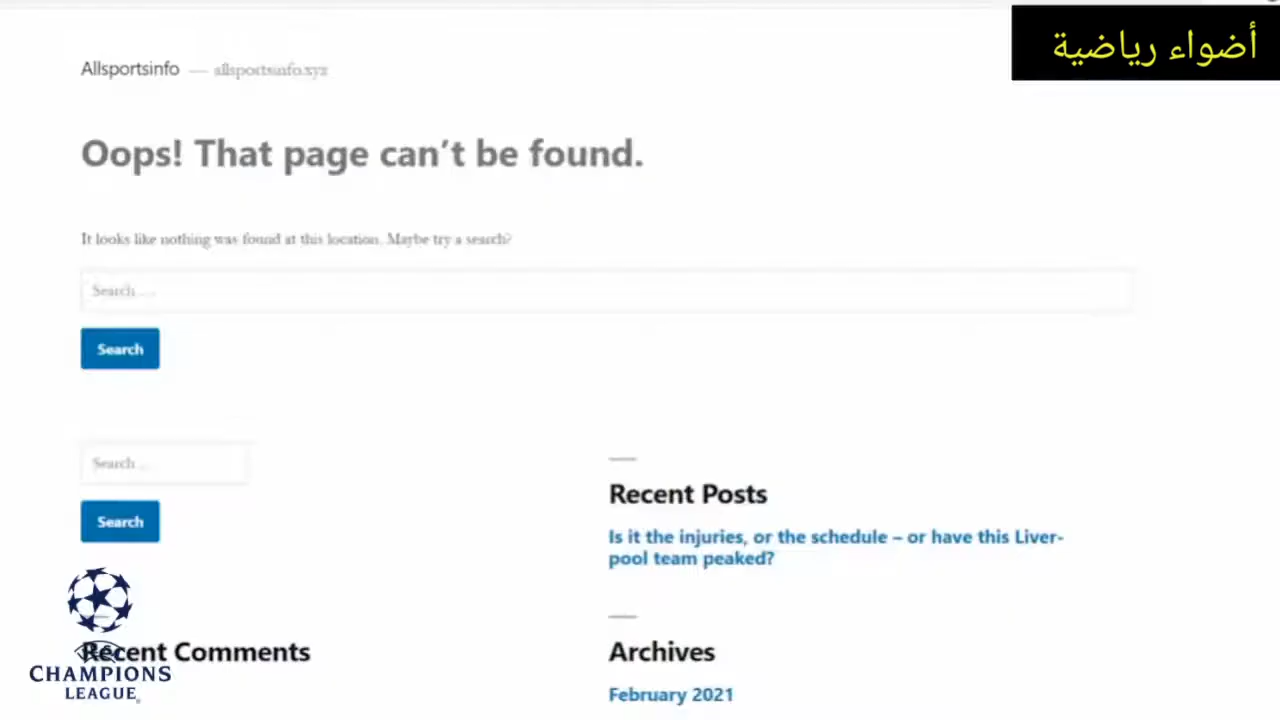 أضواء رياضية
Allsportsinfo — allsportsinfo.xyz
Oops! That page can't be found.
It looks like nothing was found at this location. Maybe try a search?
Search …
Search
Search …
Search
Recent Posts
Is it the injuries, or the schedule – or have this Liver-
pool team peaked?
Recent Comments
Archives
February 2021
CHAMPIONS
LEAGUE